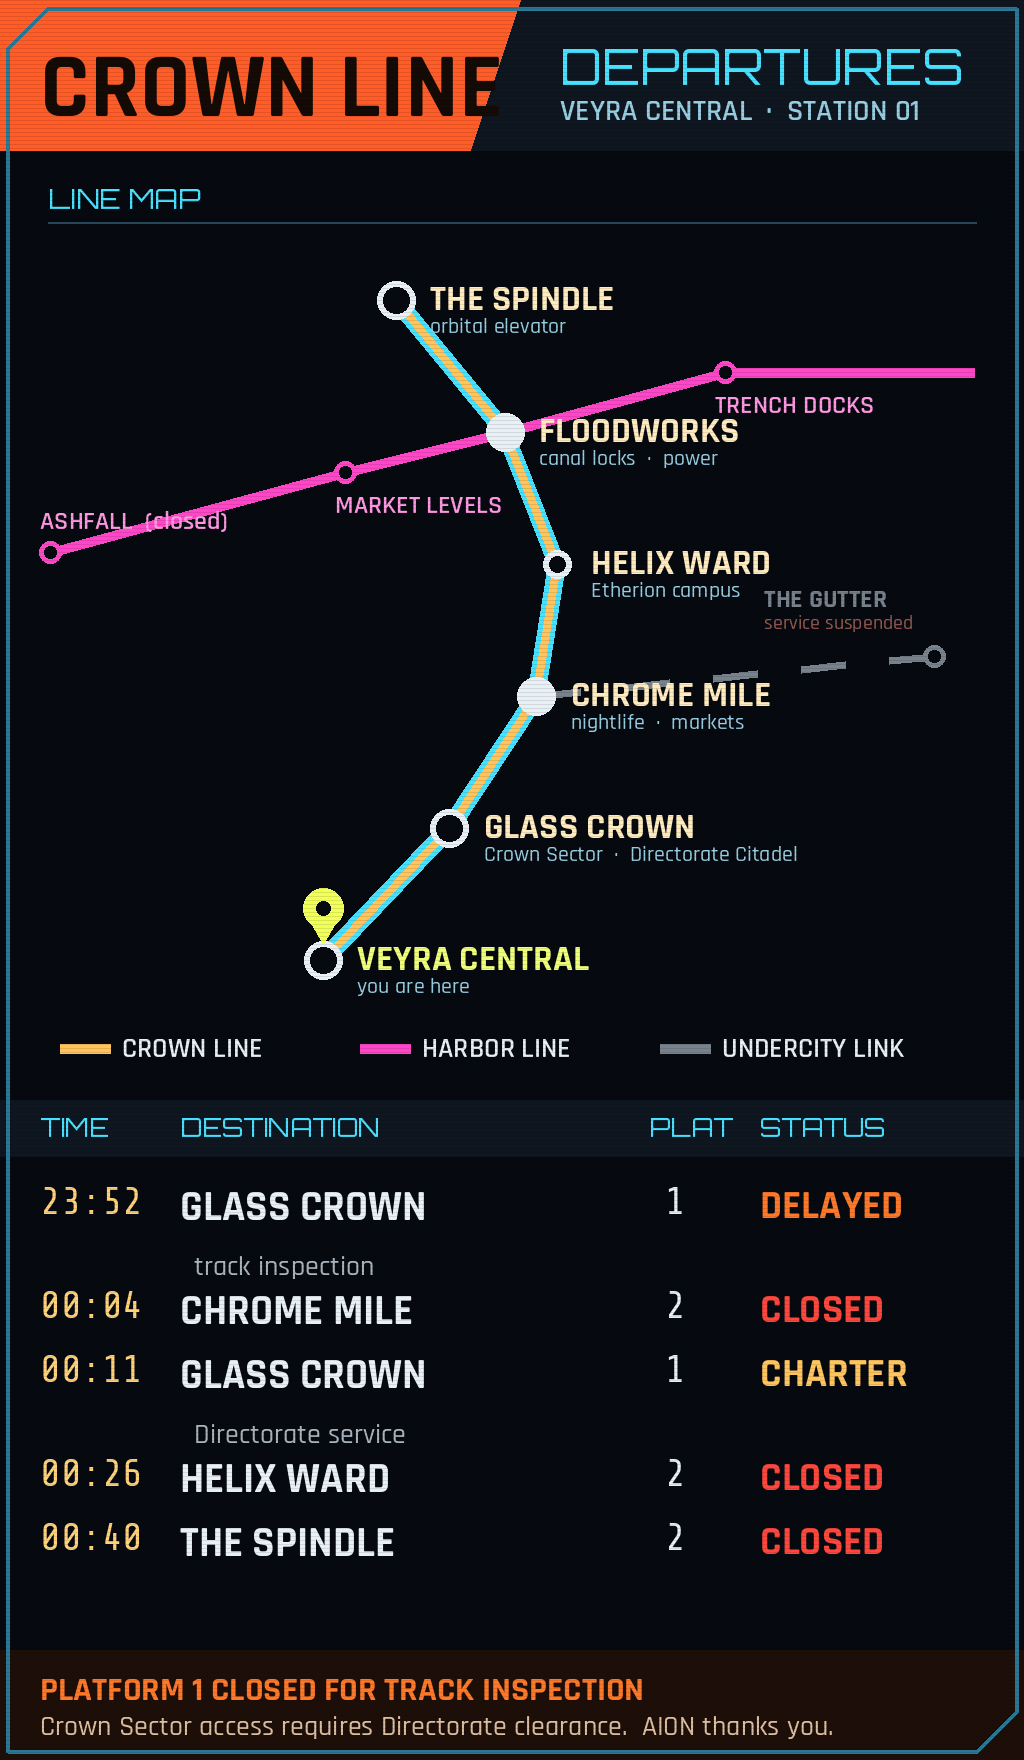 CROWN LINE
DEPARTURES
VEYRA CENTRAL · STATION 01
LINE MAP
THE SPINDLE
orbital elevator
TRENCH DOCKS
FLOODWORKS
canal locks · power
MARKET LEVELS
ASHFALL (closed)
HELIX WARD
Etherion campus
THE GUTTER
service suspended
CHROME MILE
nightlife · markets
GLASS CROWN
Crown Sector · Directorate Citadel
VEYRA CENTRAL
you are here
CROWN LINE HARBOR LINE UNDERCITY LINK
TIME DESTINATION PLAT STATUS
23:52 GLASS CROWN 1 DELAYED
track inspection
00:04 CHROME MILE 2 CLOSED
00:11 GLASS CROWN 1 CHARTER
Directorate service
00:26 HELIX WARD 2 CLOSED
00:40 THE SPINDLE 2 CLOSED
PLATFORM 1 CLOSED FOR TRACK INSPECTION
Crown Sector access requires Directorate clearance. AION thanks you.